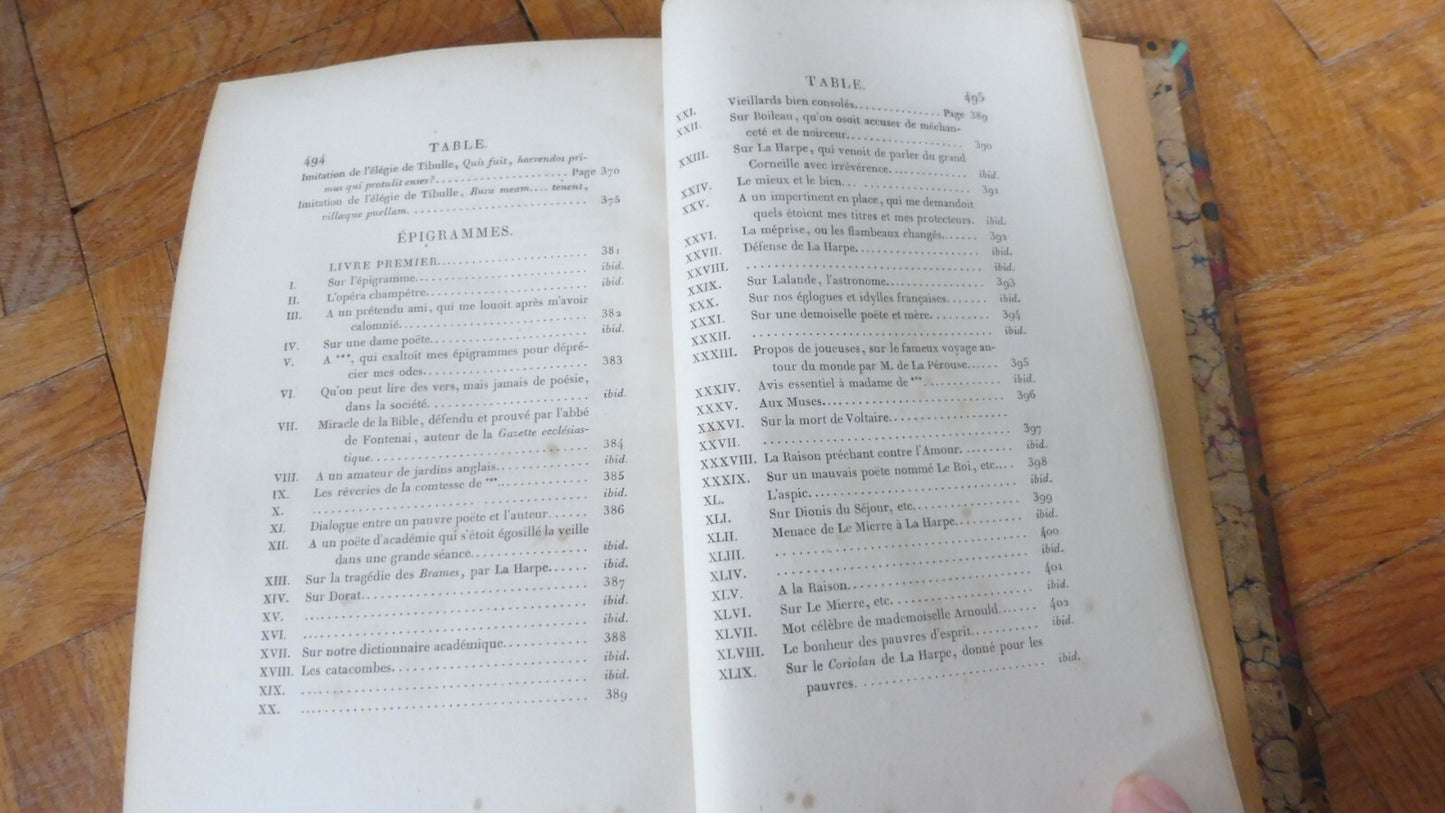 494
TABLE.
Imitation de l'élégie de Tibulle, Quis fuit, horrendos pri-
mus qui protulit enses?........................ Page 370
Imitation de l'élégie de Tibulle, Rura meam.... tenent,
villæque puellam........................ 375
ÉPIGRAMMES.
LIVRE PREMIER........................ 381
I. Sur l'épigramme........................ ibid.
II. L'opéra champêtre........................ ibid.
III. A un prétendu ami, qui me louoit après m'avoir
calomnié........................ 382
IV. Sur une dame poëte........................ ibid.
V. A ***, qui exaltoit mes épigrammes pour dépré-
cier mes odes........................ 383
VI. Qu'on peut lire des vers, mais jamais de poésie,
dans la société........................ ibid.
VII. Miracle de la Bible, défendu et prouvé par l'abbé
de Fontenai, auteur de la Gazette ecclésias-
tique........................ 384
VIII. A un amateur de jardins anglais............ ibid.
IX. Les rêveries de la comtesse de ***............ 385
X. ........................ ibid.
XI. Dialogue entre un pauvre poëte et l'auteur...... 386
XII. A un poëte d'académie qui s'étoit égosillé la veille
dans une grande séance............ ibid.
XIII. Sur la tragédie des Brames, par La Harpe..... ibid.
XIV. Sur Dorat........................ 387
XV. ........................ ibid.
XVI. ........................ ibid.
XVII. Sur notre dictionnaire académique............ 388
XVIII. Les catacombes........................ ibid.
XIX. ........................ ibid.
XX. ........................ 389
TABLE.
495
XXI. Vieillards bien consolés............ Page 389
XXII. Sur Boileau, qu'on osoit accuser de méchan-
ceté et de noirceur............ 390
XXIII. Sur La Harpe, qui venoit de parler du grand
Corneille avec irrévérence............ ibid.
XXIV. Le mieux et le bien... ............ 391
XXV. A un impertinent en place, qui me demandoit
quels étoient mes titres et mes protecteurs. ibid.
XXVI. La méprise, ou les flambeaux changés....... 392
XXVII. Défense de La Harpe............ ibid.
XXVIII. ........................ ibid.
XXIX. Sur Lalande, l'astronome............ 393
XXX. Sur nos églogues et idylles françaises....... ibid.
XXXI. Sur une demoiselle poëte et mère.......... 394
XXXII. ........................ ibid.
XXXIII. Propos de joueuses, sur le fameux voyage au-
tour du monde par M. de La Pérouse...... 395
XXXIV. Avis essentiel à madame de ***............ ibid.
XXXV. Aux Muses........................ 396
XXXVI. Sur la mort de Voltaire............
XXVII. ........................ 397
XXXVIII. La Raison prêchant contre l'Amour........ ibid.
XXXIX. Sur un mauvais poëte nommé Le Roi, etc.... 398
XL. L'aspic........................ ibid.
XLI. Sur Dionis du Séjour, etc............ 399
XLII. Menace de Le Mierre à La Harpe.......... ibid.
XLIII. ........................ 400
XLIV. ........................ ibid.
XLV. A la Raison........................ 401
XLVI. Sur Le Mierre, etc............ ibid.
XLVII. Mot célèbre de mademoiselle Arnould....... 402
XLVIII. Le bonheur des pauvres d'esprit........... ibid.
XLIX. Sur le Coriolan de La Harpe, donné pour les
pauvres........................ ibid.